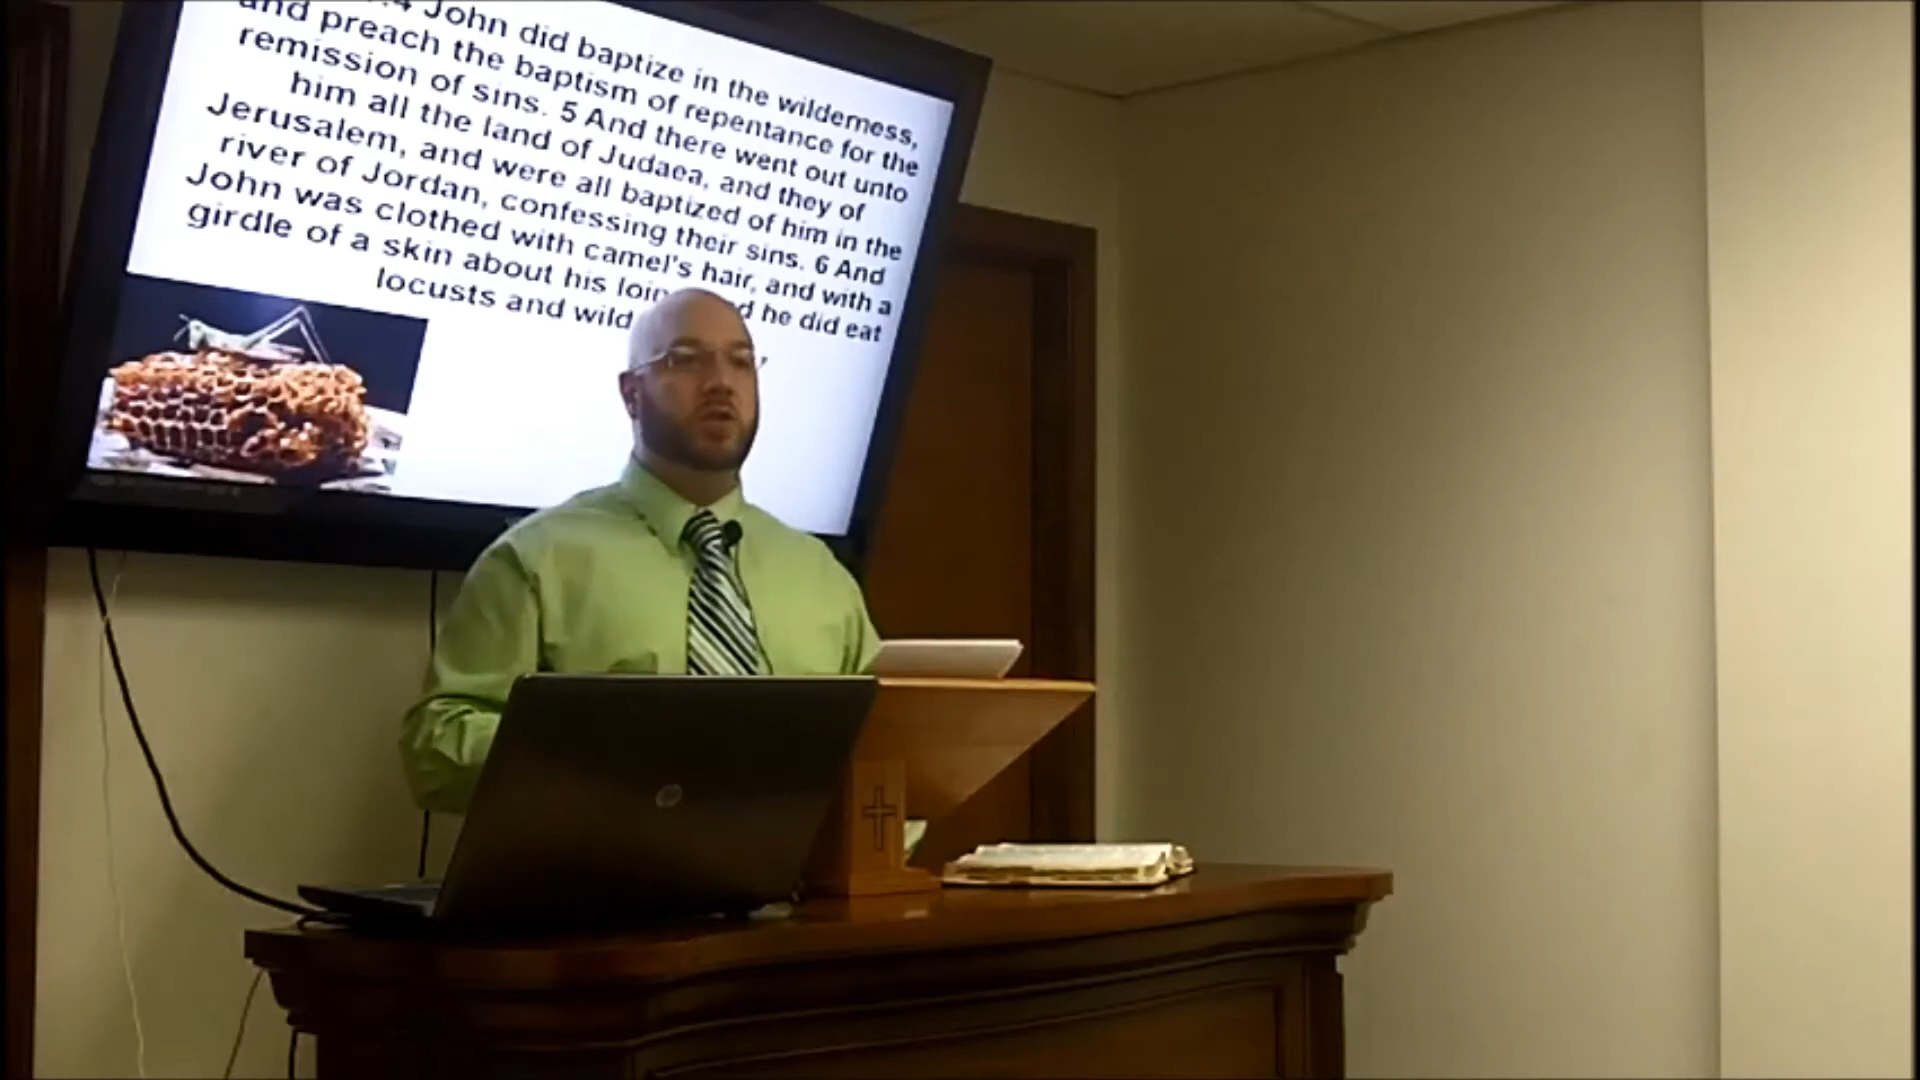 :4 John did baptize in the wilderness,
and preach the baptism of repentance for the
remission of sins. 5 And there went out unto
him all the land of Judaea, and they of
Jerusalem, and were all baptized of him in the
river of Jordan, confessing their sins. 6 And
John was clothed with camel's hair, and with a
girdle of a skin about his he did eat
locusts and wild